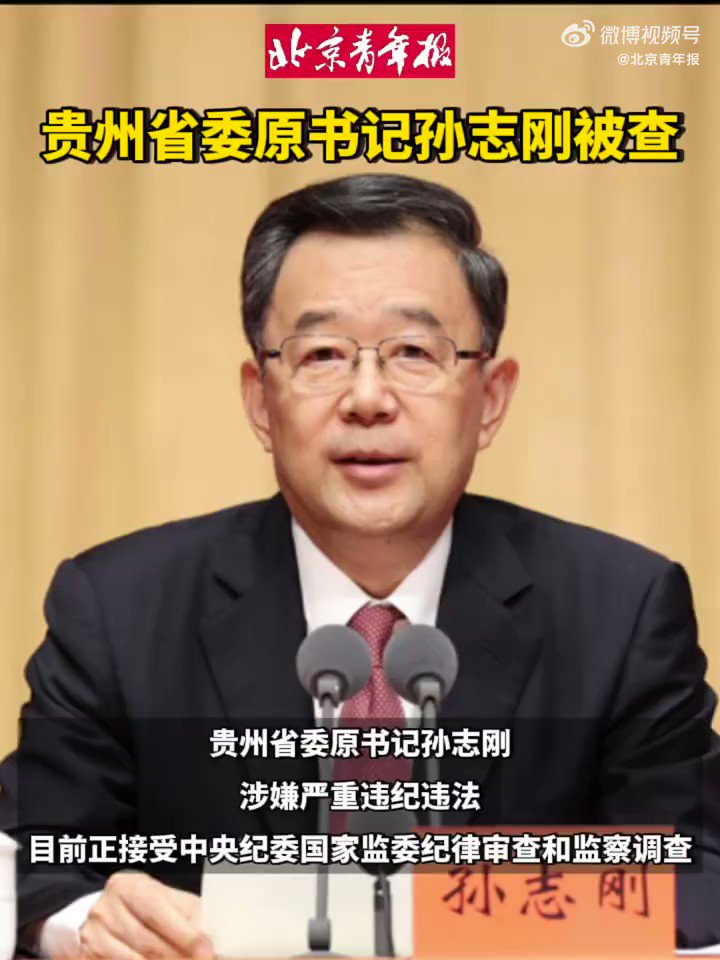 北京青年报
微博视频号
@北京青年报
贵州省委原书记孙志刚被查
贵州省委原书记孙志刚
涉嫌严重违纪违法
目前正接受中央纪委国家监委纪律审查和监察调查
孙志刚